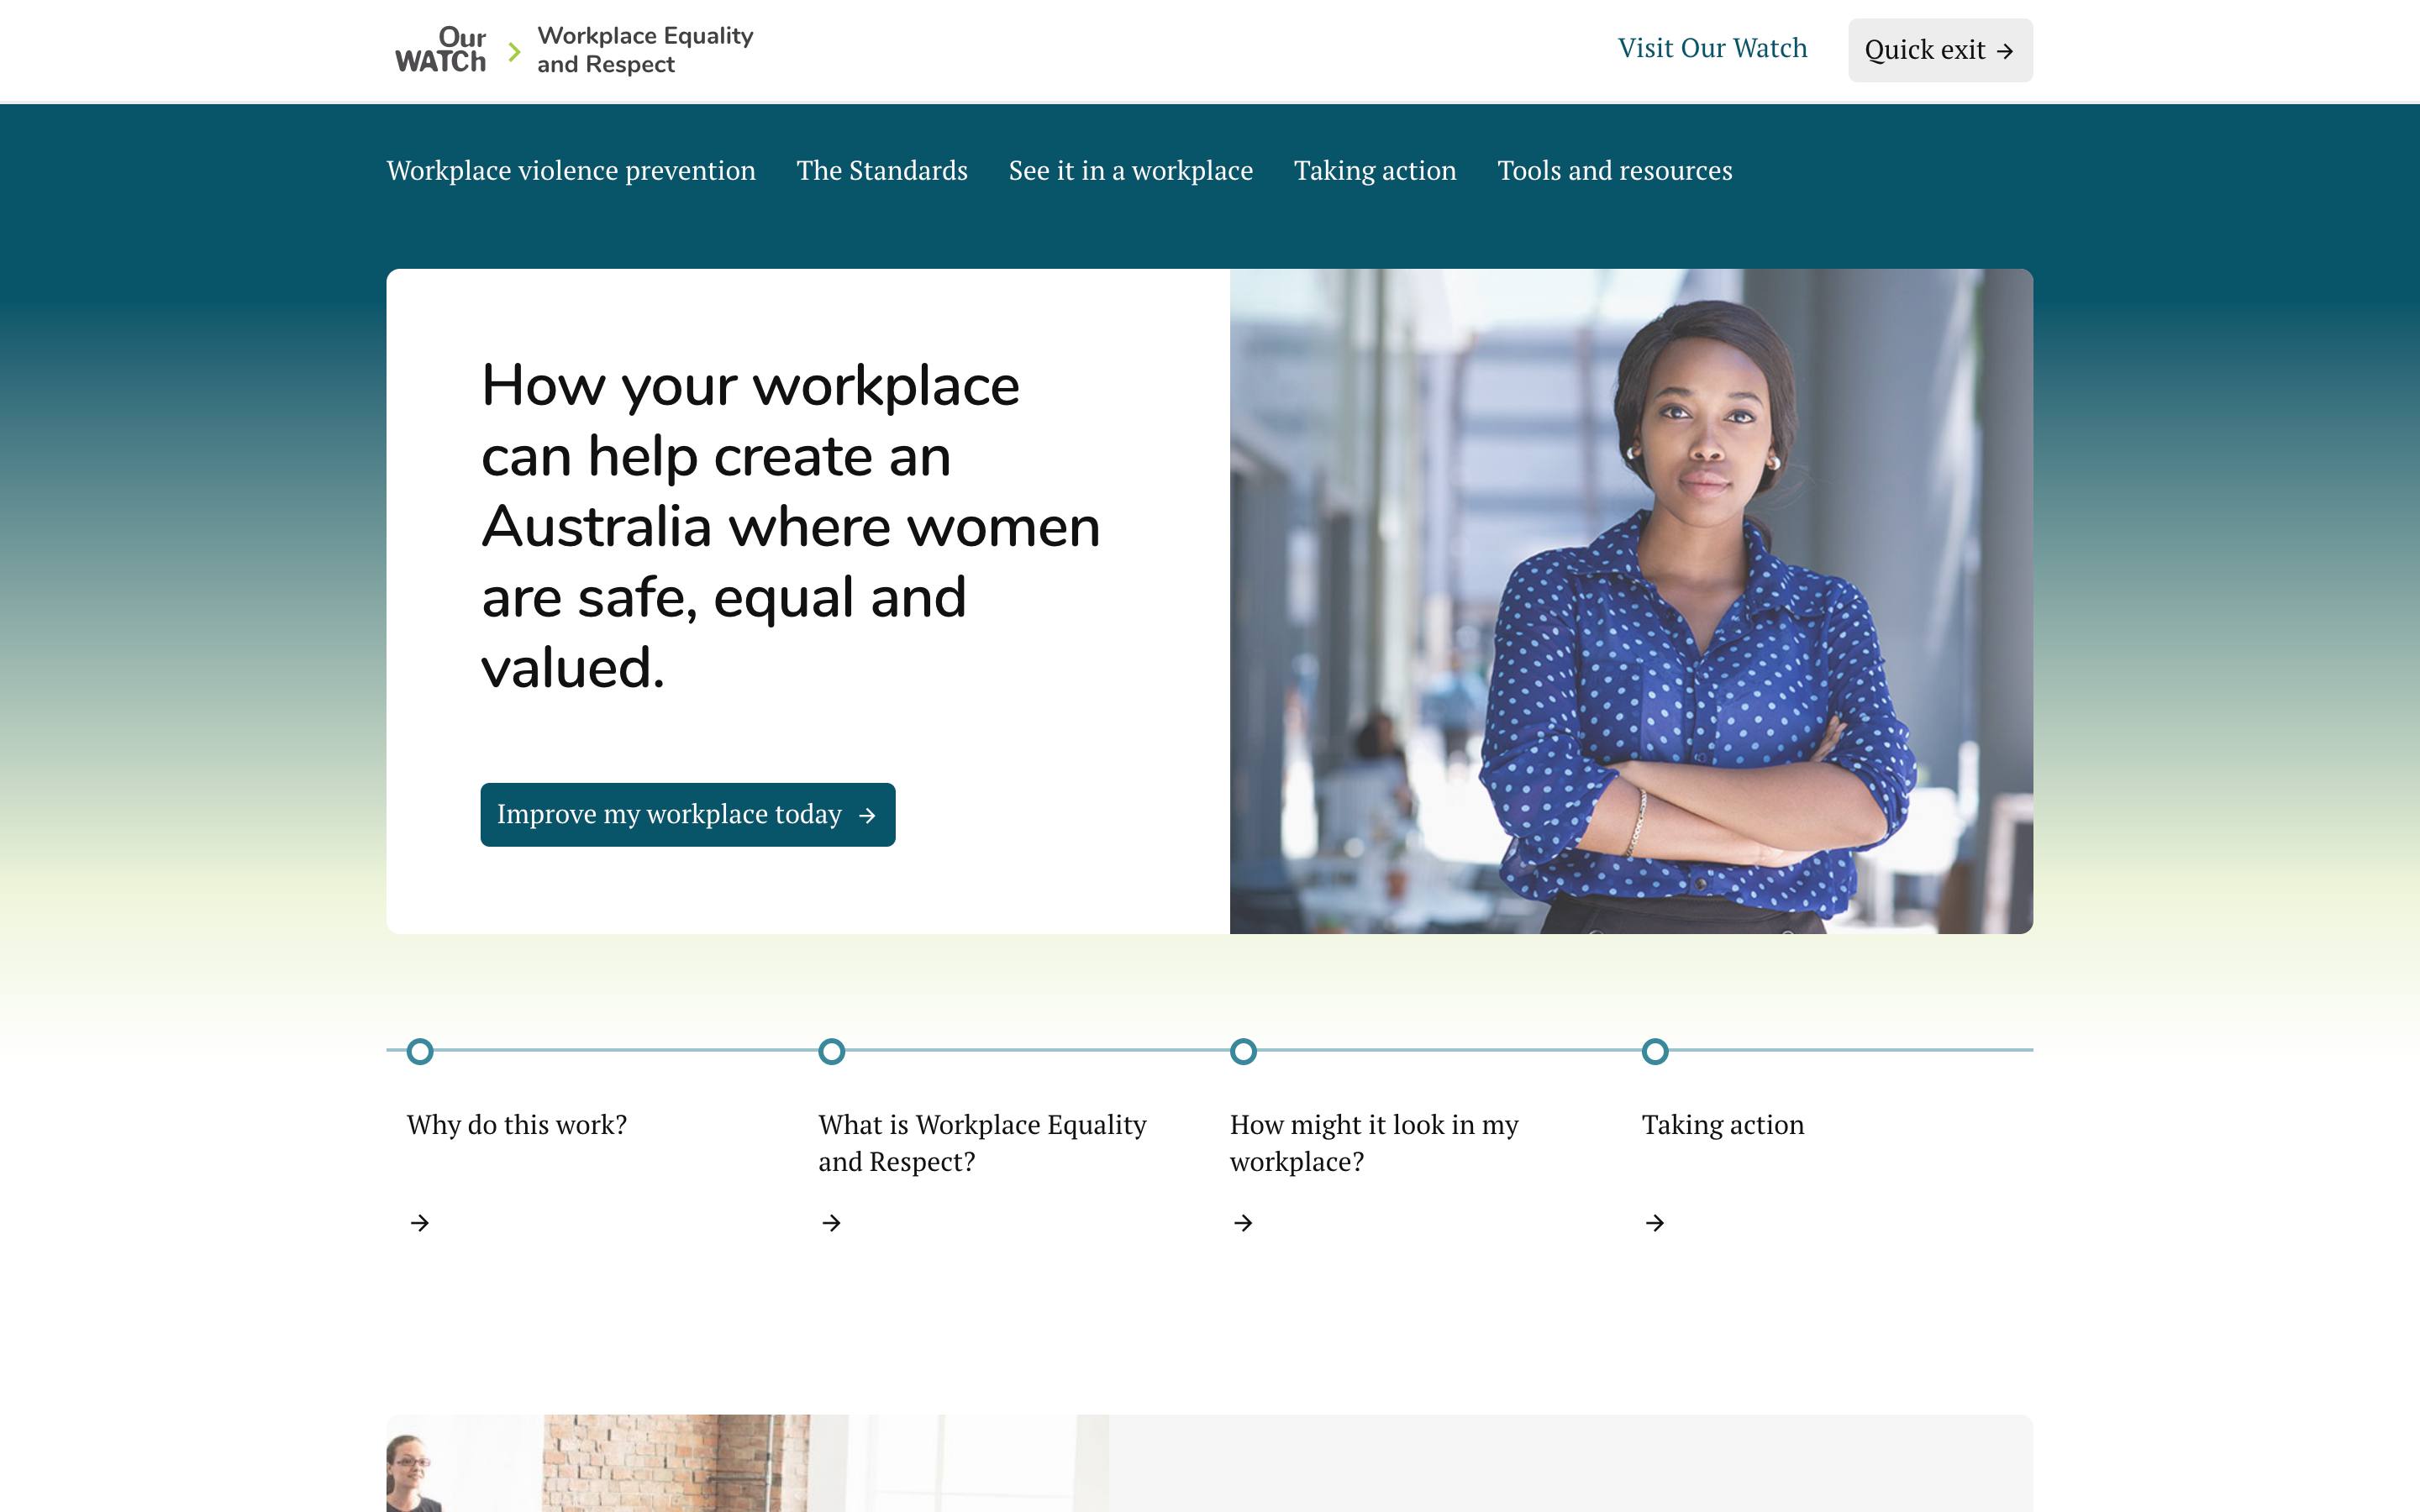 Our
WATCh
Workplace Equality
and Respect
Visit Our Watch
Quick exit
Workplace violence prevention
The Standards
See it in a workplace
Taking action
Tools and resources
How your workplace
can help create an
Australia where women
are safe, equal and
valued.
Improve my workplace today
Why do this work?
What is Workplace Equality
and Respect?
How might it look in my
workplace?
Taking action